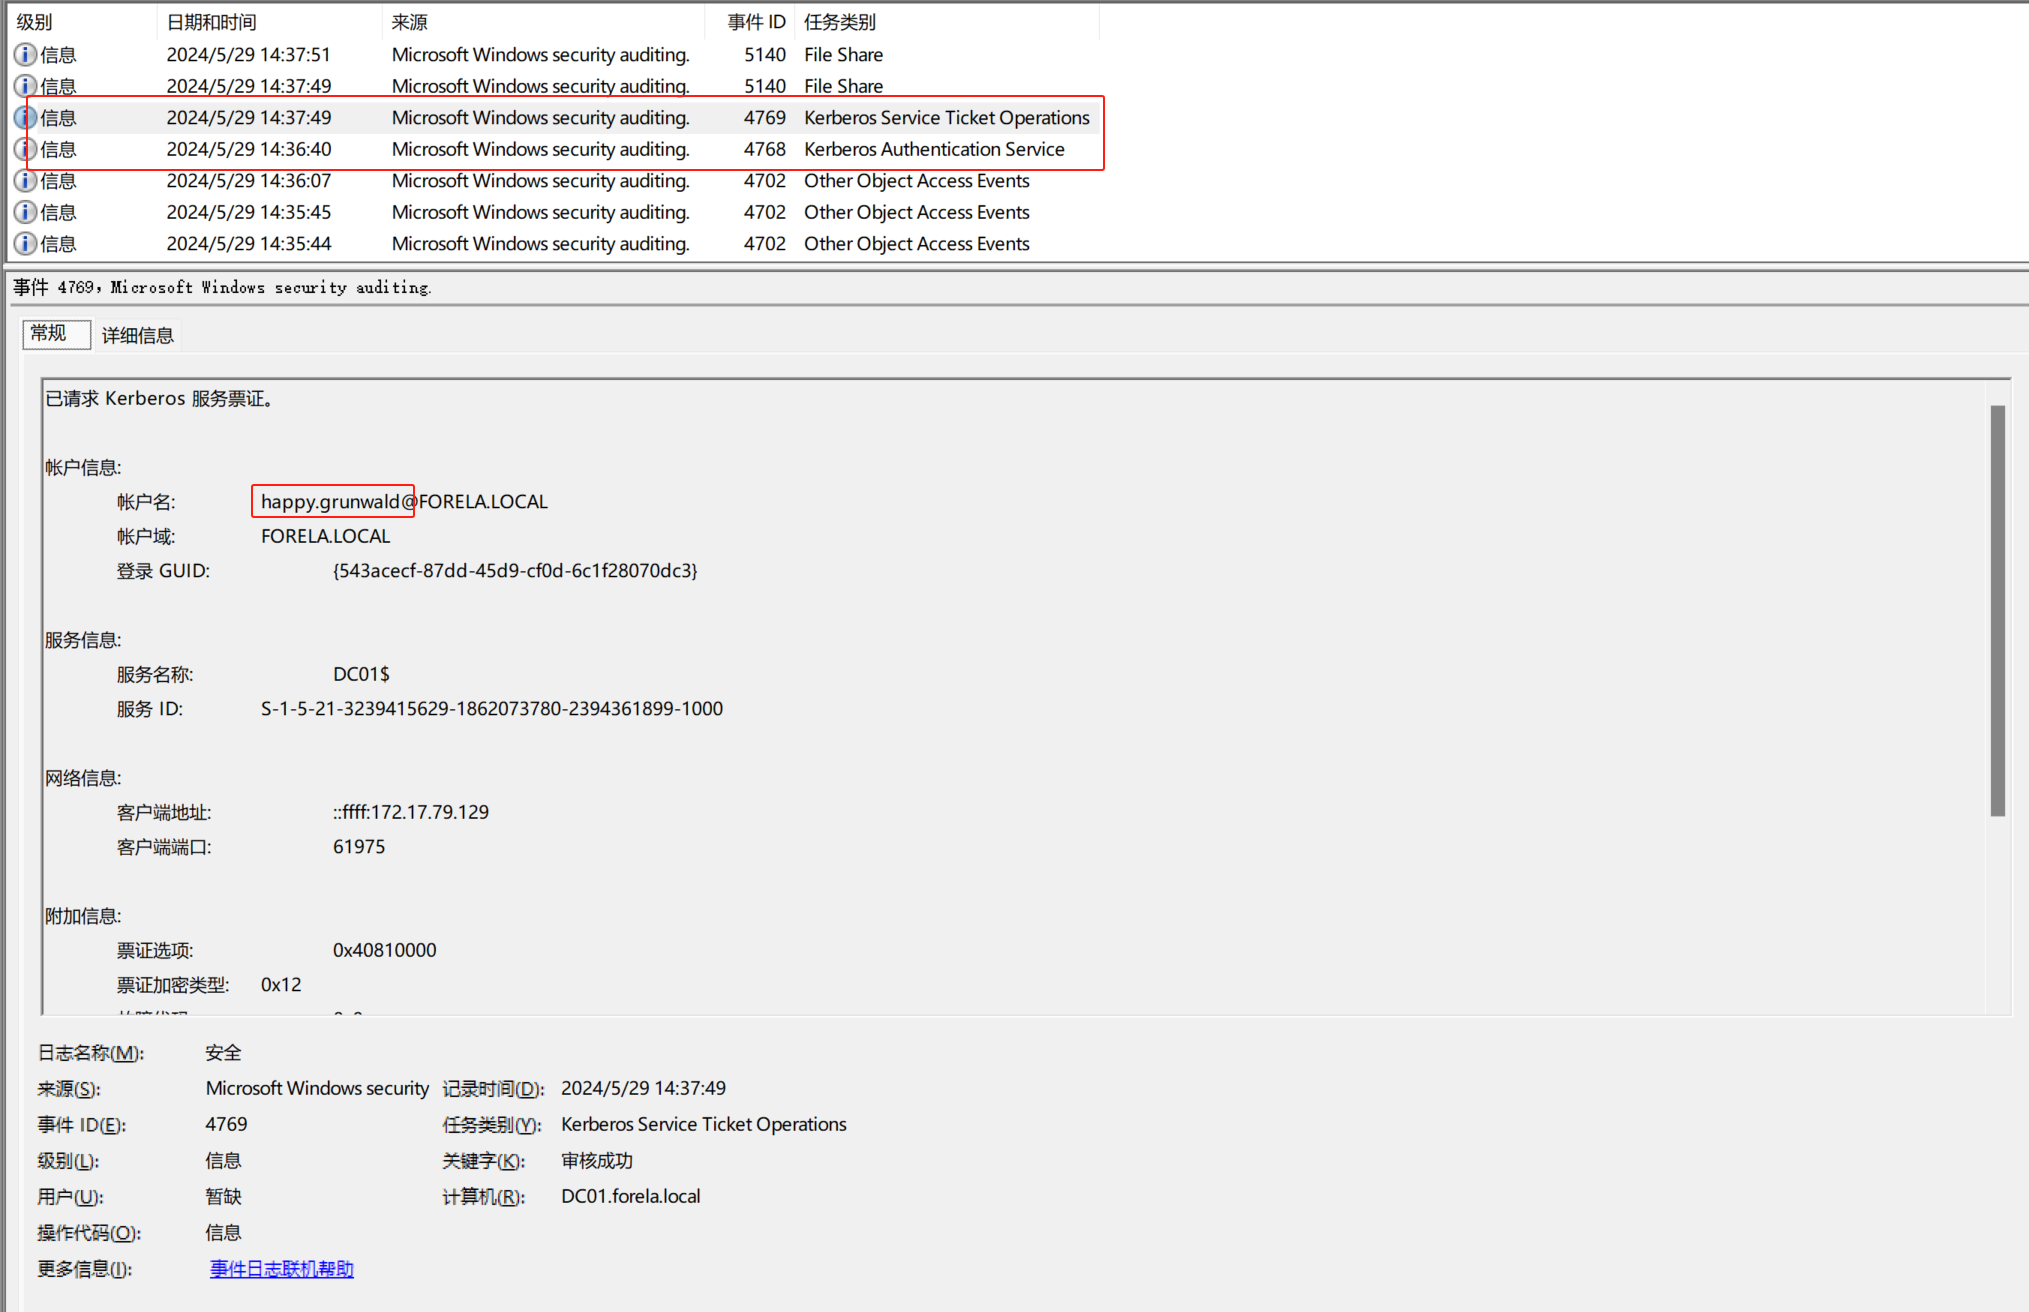 级别 日期和时间 来源 事件 ID 任务类别
信息 2024/5/29 14:37:51 Microsoft Windows security auditing. 5140 File Share
信息 2024/5/29 14:37:49 Microsoft Windows security auditing. 5140 File Share
信息 2024/5/29 14:37:49 Microsoft Windows security auditing. 4769 Kerberos Service Ticket Operations
信息 2024/5/29 14:36:40 Microsoft Windows security auditing. 4768 Kerberos Authentication Service
信息 2024/5/29 14:36:07 Microsoft Windows security auditing. 4702 Other Object Access Events
信息 2024/5/29 14:35:45 Microsoft Windows security auditing. 4702 Other Object Access Events
信息 2024/5/29 14:35:44 Microsoft Windows security auditing. 4702 Other Object Access Events
事件 4769，Microsoft Windows security auditing.
常规 详细信息
已请求 Kerberos 服务票证。
帐户信息:
帐户名: happy.grunwald@FORELA.LOCAL
帐户域: FORELA.LOCAL
登录 GUID: {543acecf-87dd-45d9-cf0d-6c1f28070dc3}
服务信息:
服务名称: DC01$
服务 ID: S-1-5-21-3239415629-1862073780-2394361899-1000
网络信息:
客户端地址: ::ffff:172.17.79.129
客户端端口: 61975
附加信息:
票证选项: 0x40810000
票证加密类型: 0x12
日志名称(M): 安全
来源(S): Microsoft Windows security 记录时间(D): 2024/5/29 14:37:49
事件 ID(E): 4769 任务类别(Y): Kerberos Service Ticket Operations
级别(L): 信息 关键字(K): 审核成功
用户(U): 暂缺 计算机(R): DC01.forela.local
操作代码(O): 信息
更多信息(I): 事件日志联机帮助